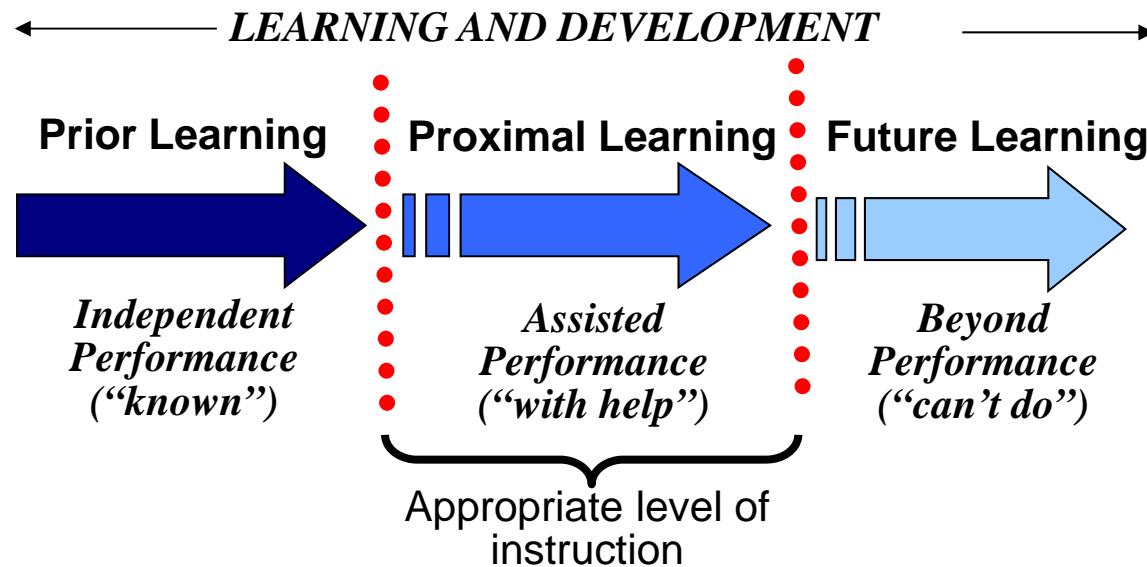 LEARNING AND DEVELOPMENT
Prior Learning
Proximal Learning
Future Learning
Independent
Performance
(“known”)
Assisted
Performance
(“with help”)
Beyond
Performance
(“can’t do”)
Appropriate level of
instruction